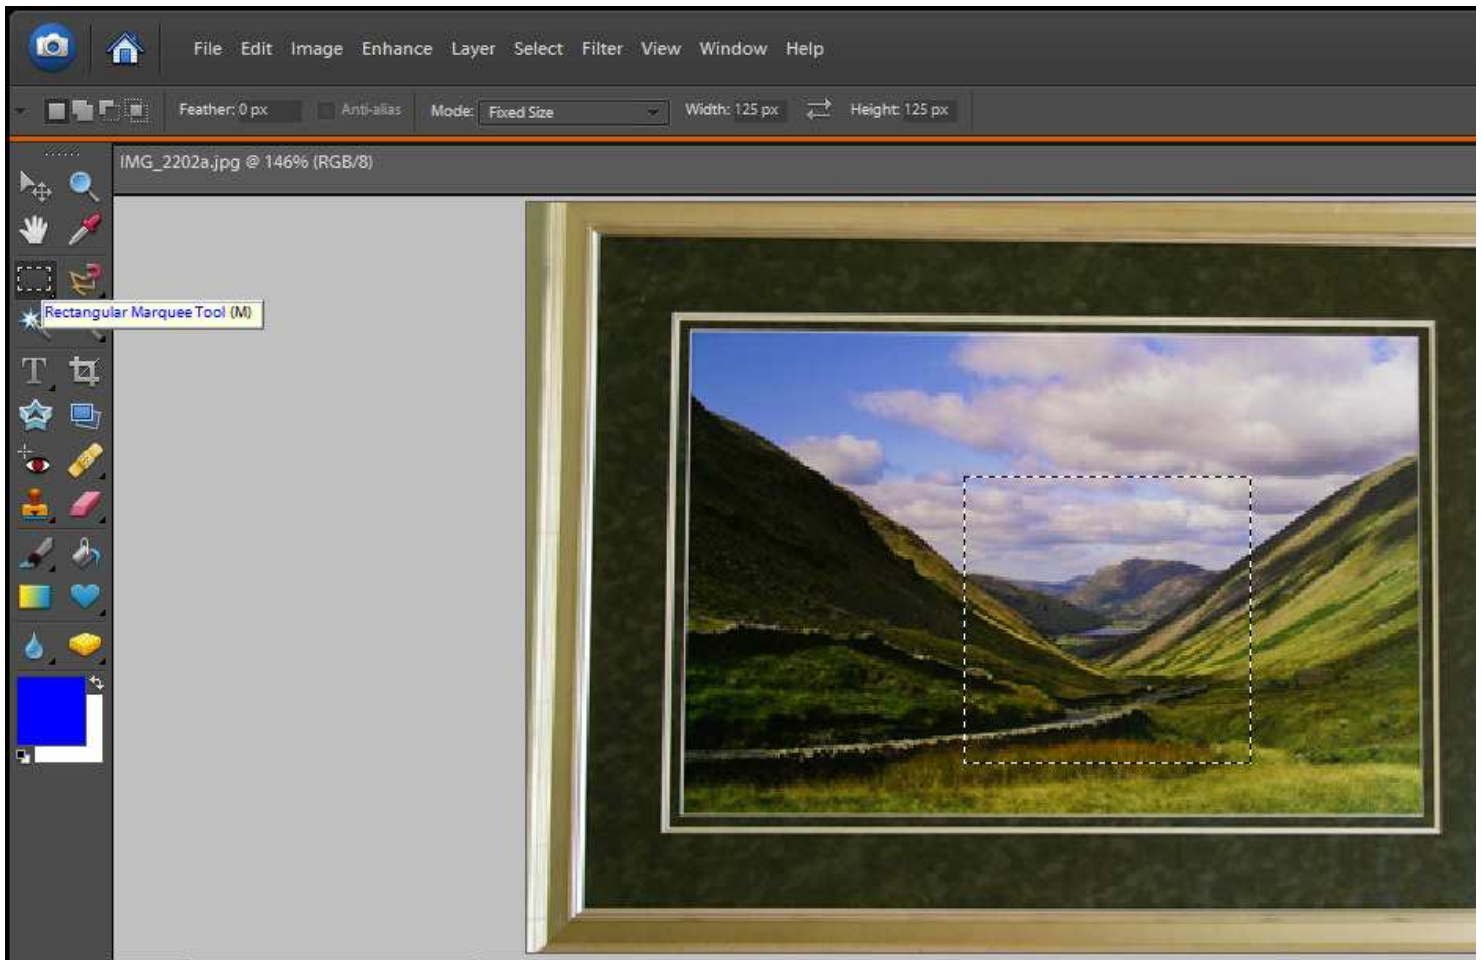 File Edit Image Enhance Layer Select Filter View Window Help
Feather: 0 px Anti-alias Mode: Fixed Size Width: 125 px Height: 125 px
IMG_2202a.jpg @ 146% (RGB/8)
Rectangular Marquee Tool (M)
T